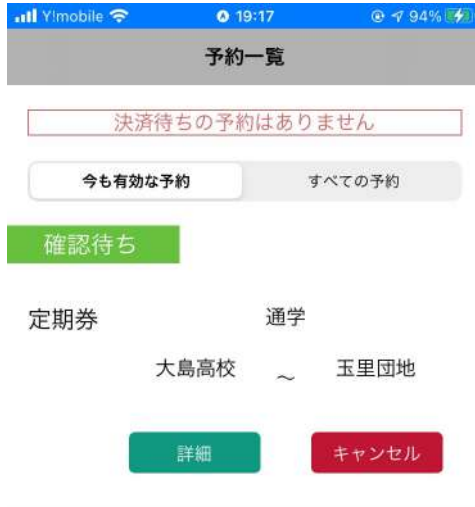 Y!mobile 19:17 94%
予約一覧
決済待ちの予約はありません
今も有効な予約 すべての予約
確認待ち
定期券 通学
大島高校 ~ 玉里団地
詳細 キャンセル